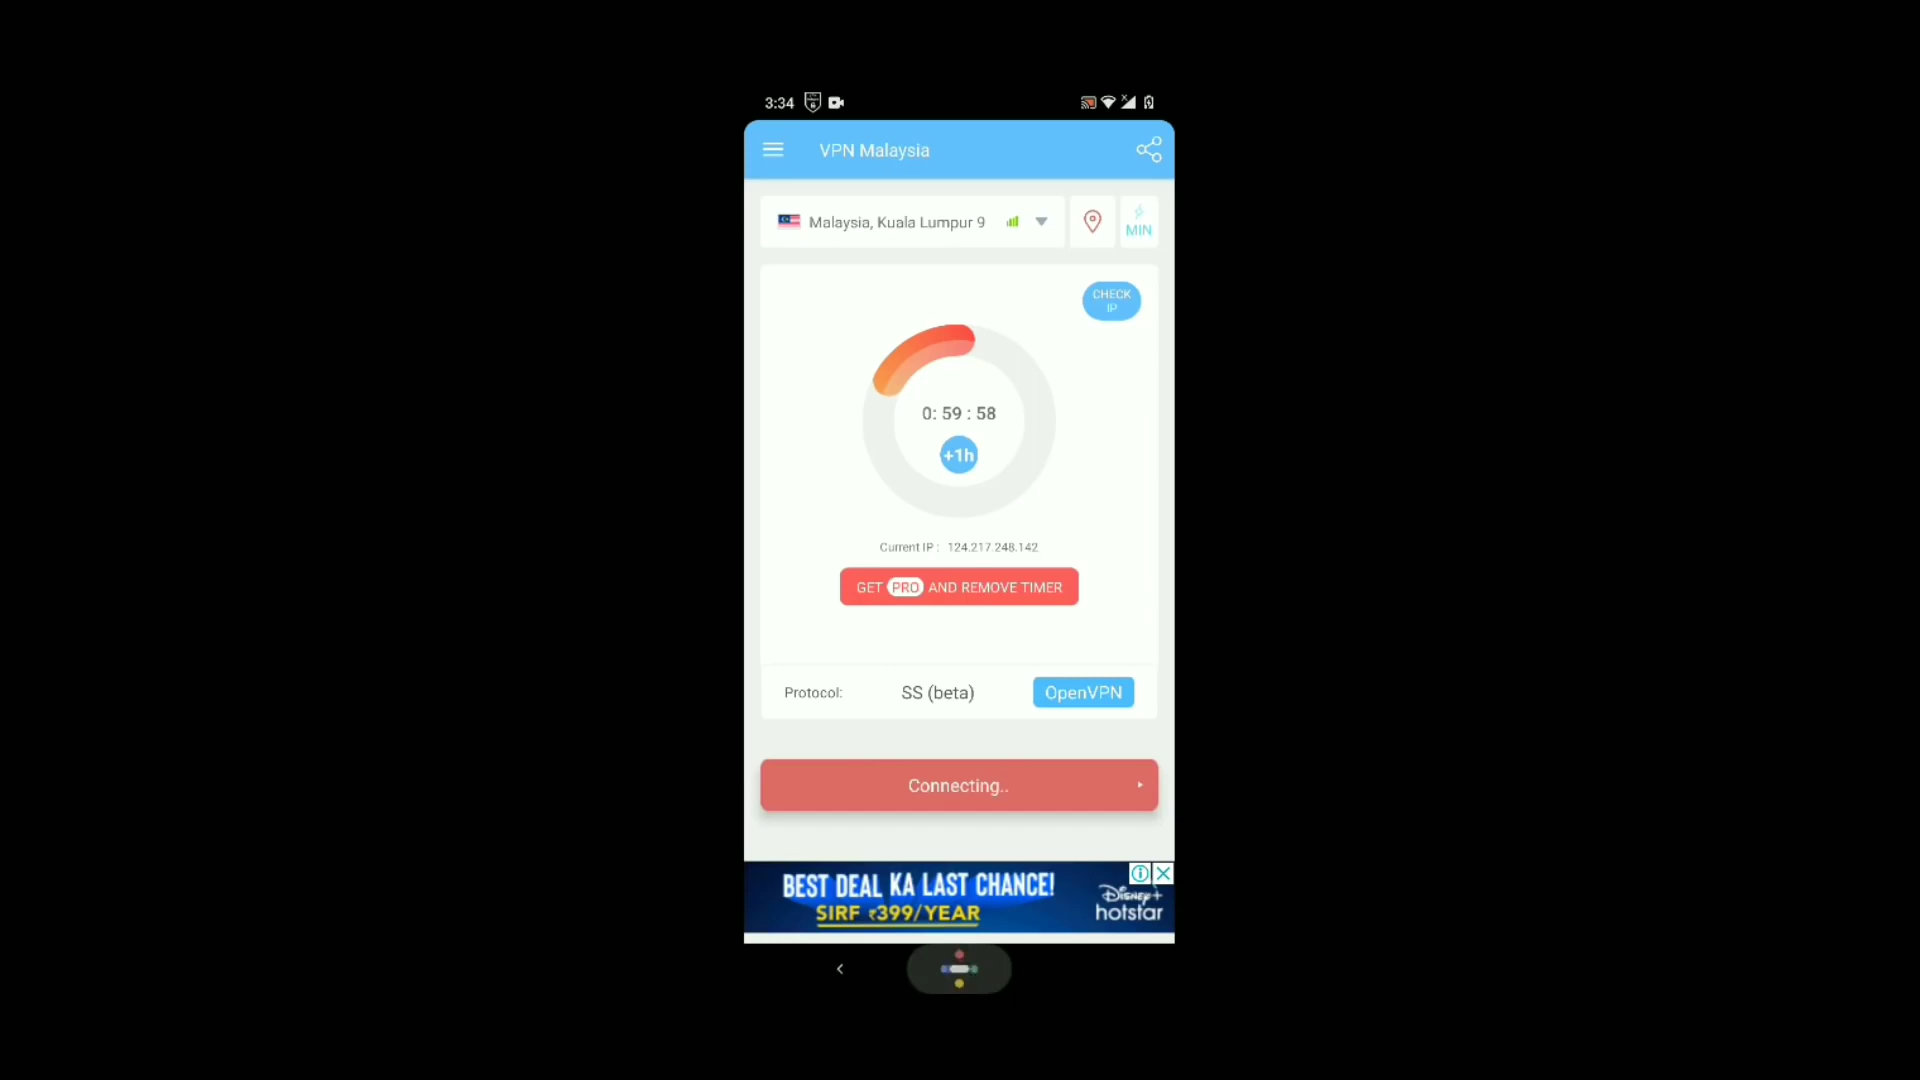 3:34
VPN Malaysia
Malaysia, Kuala Lumpur 9
MIN
CHECK
IP
0: 59 : 58
+1h
Current IP : 124.217.248.142
GET PRO AND REMOVE TIMER
Protocol: SS (beta) OpenVPN
Connecting..
BEST DEAL KA LAST CHANCE!
SIRF ₹399/YEAR
Disney+
hotstar